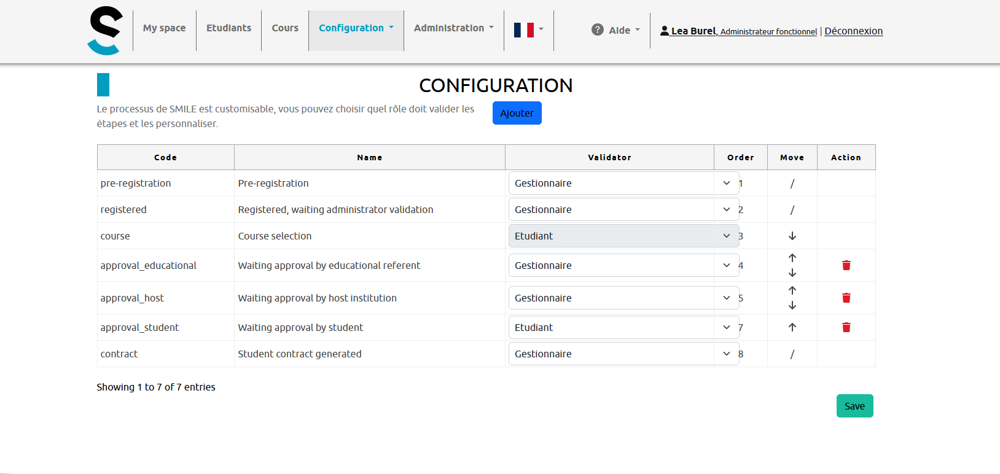 My space
Etudiants
Cours
Configuration
Administration
? Aide
Lea Burel, Administrateur fonctionnel | Déconnexion
CONFIGURATION
Le processus de SMILE est customisable, vous pouvez choisir quel rôle doit valider les
étapes et les personnaliser.
Ajouter
Code Name Validator Order Move Action
pre-registration Pre-registration Gestionnaire 1 /
registered Registered, waiting administrator validation Gestionnaire 2 /
course Course selection Etudiant 3
approval_educational Waiting approval by educational referent Gestionnaire 4
approval_host Waiting approval by host institution Gestionnaire 5
approval_student Waiting approval by student Etudiant 7
contract Student contract generated Gestionnaire 8 /
Showing 1 to 7 of 7 entries
Save